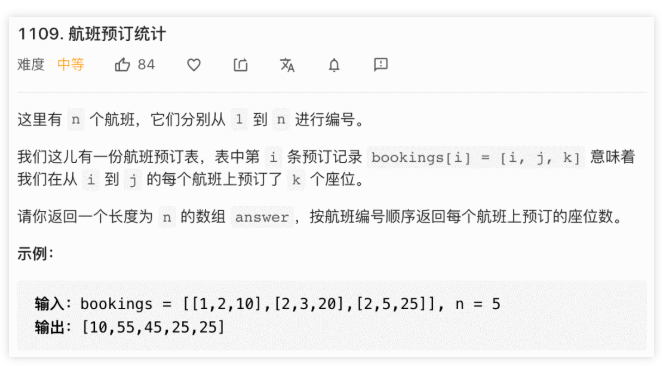 1109. 航班预订统计
难度 中等 84
这里有 n 个航班，它们分别从 1 到 n 进行编号。
我们这儿有一份航班预订表，表中第 i 条预订记录 bookings[i] = [i, j, k] 意味着
我们在从 i 到 j 的每个航班上预订了 k 个座位。
请你返回一个长度为 n 的数组 answer，按航班编号顺序返回每个航班上预订的座位数。
示例：
输入：bookings = [[1,2,10],[2,3,20],[2,5,25]], n = 5
输出：[10,55,45,25,25]